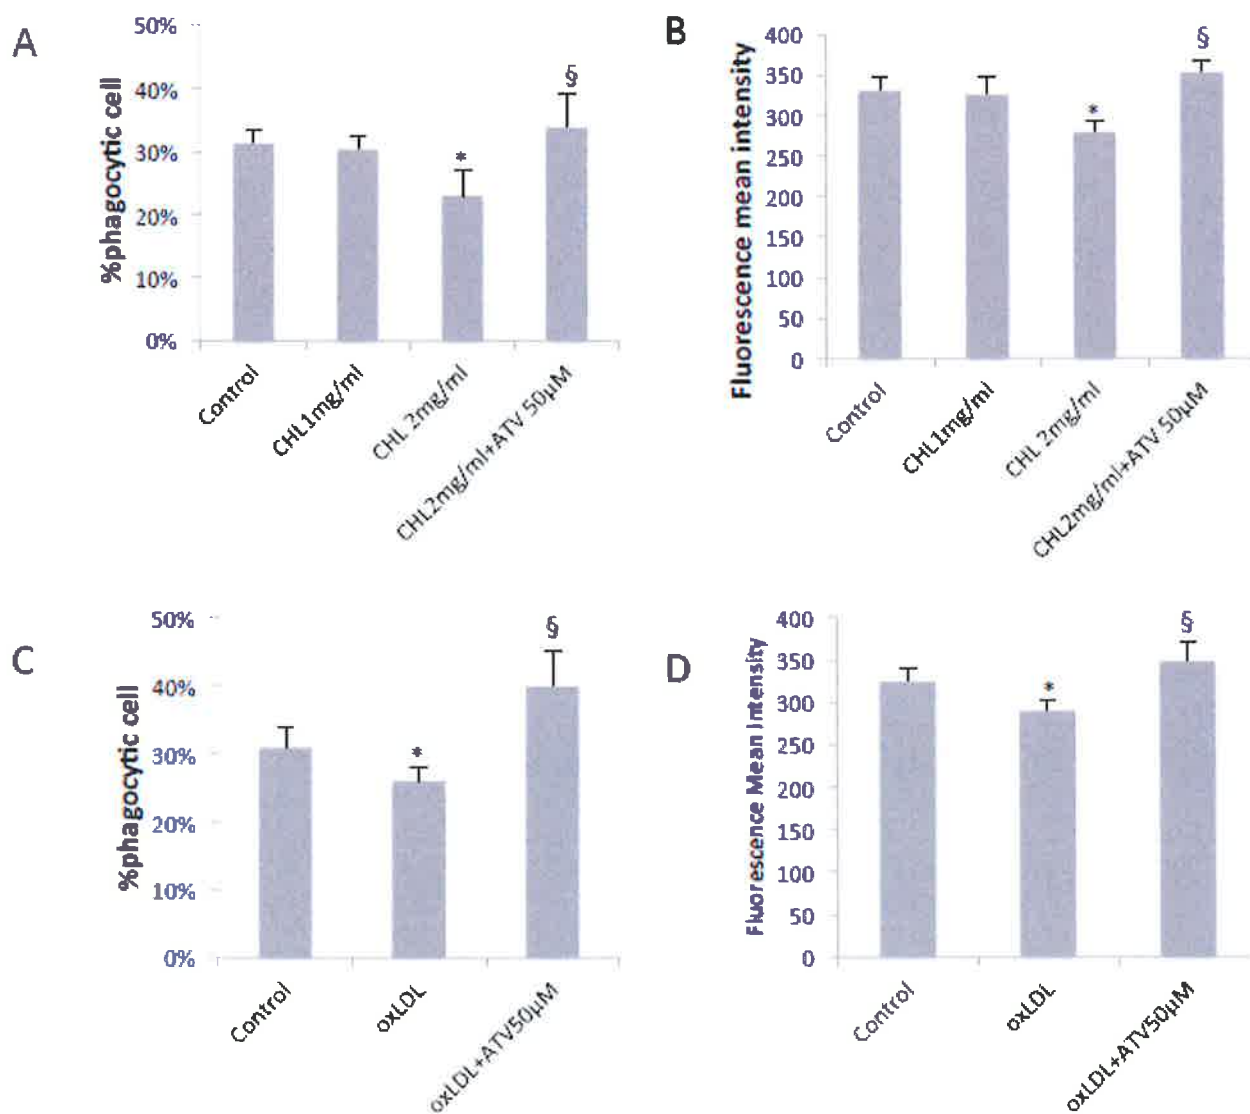 A
%phagocytic cell
50%
40%
30%
20%
10%
0%
*
§
Control
CHL1mg/ml
CHL 2mg/ml
CHL2mg/ml+ATV 50µM
B
Fluorescence mean intensity
400
350
300
250
200
150
100
50
0
*
§
Control
CHL1mg/ml
CHL 2mg/ml
CHL2mg/ml+ATV 50µM
C
%phagocytic cell
50%
40%
30%
20%
10%
0%
*
§
Control
oxLDL
oxLDL+ATV50µM
D
Fluorescence Mean Intensity
400
350
300
250
200
150
100
50
0
*
§
Control
oxLDL
oxLDL+ATV50µM